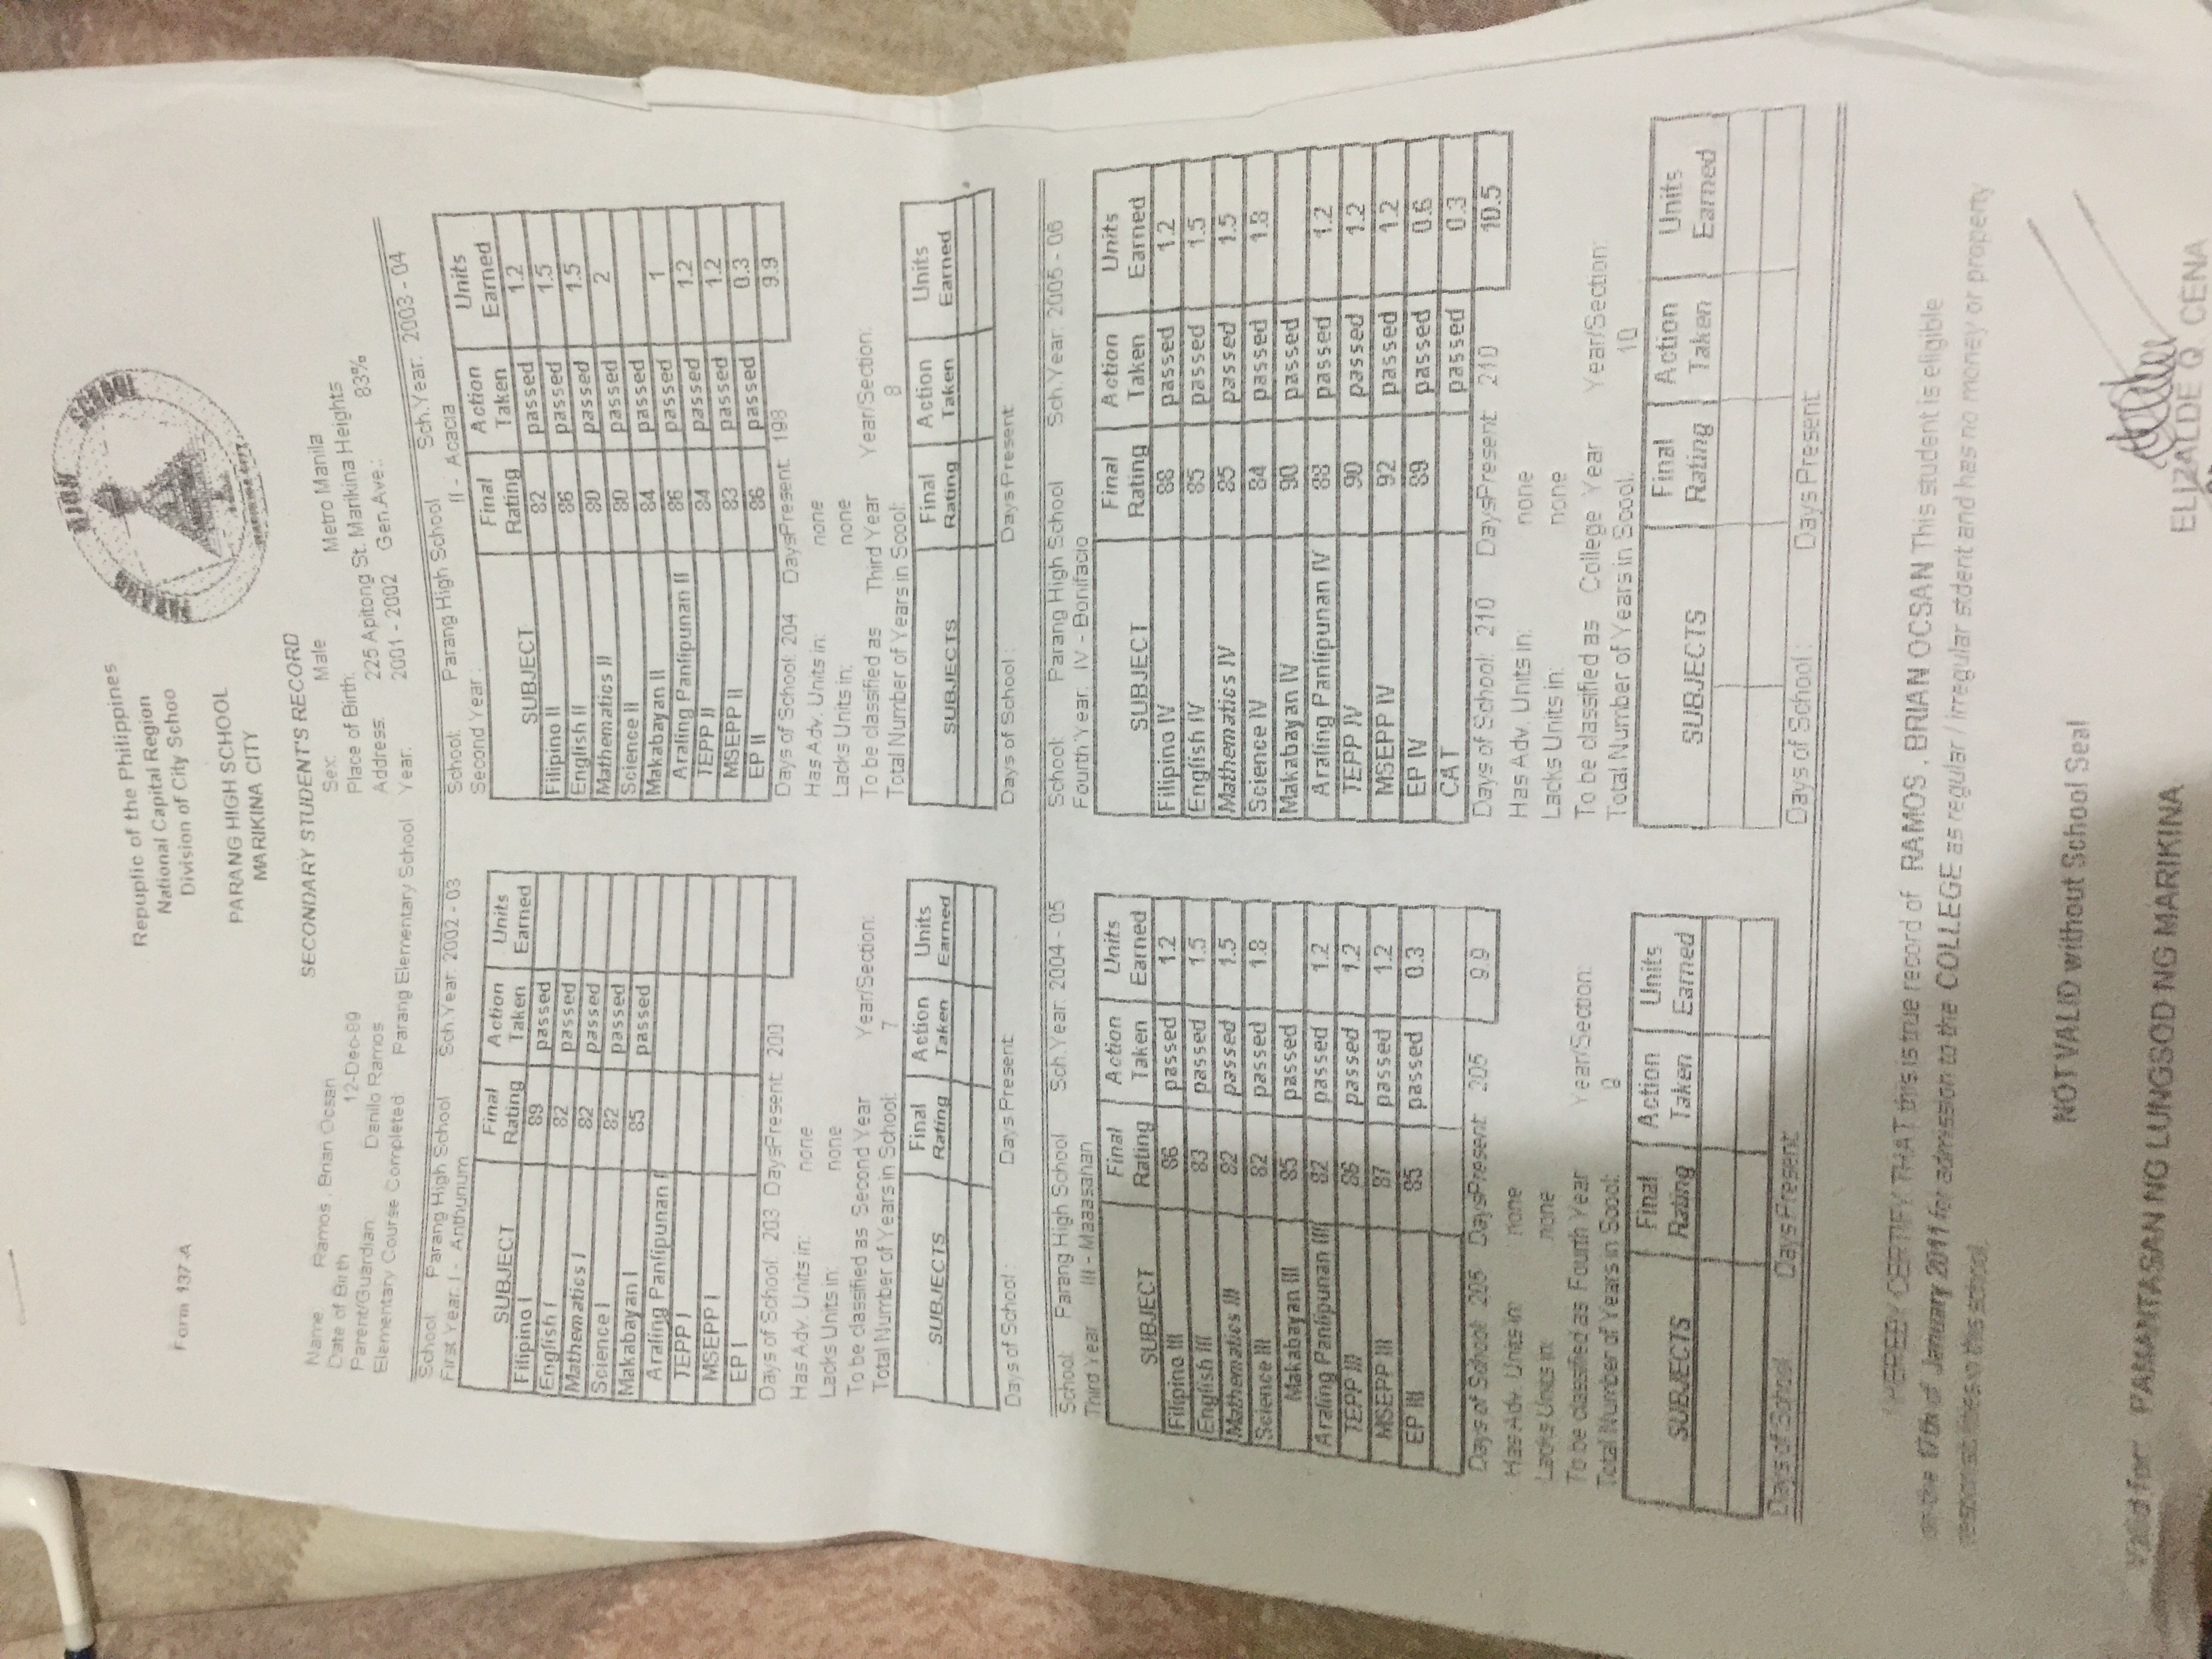 Form 137-A
Repuplic of the Philippines
National Capital Region
Division of City Schoo
PARANG HIGH SCHOOL
MARIKINA CITY
PARANG HIGH SCHOOL
MARIKINA CITY
SECONDARY STUDENT'S RECORD
Name: Ramos , Brian Ocsan Sex: Male
Date of Birth 12-Dec-89 Place of Birth: Metro Manila
Parent/Guardian: Danilo Ramos Address: 225 Apitong St. Marikina Heights
Elementary Course Completed: Parang Elementary School Year: 2001 - 2002 Gen.Ave.: 83%
School: Parang High School Sch.Year: 2002 - 03
First Year: I - Anthurium
SUBJECT Final Rating Action Taken Units Earned
Filipino I 89 passed
English I 82 passed
Mathematics I 82 passed
Science I 82 passed
Makabayan I 85 passed
Araling Panlipunan I
TEPP I
MSEPP I
EP I
Days of School: 203 DaysPresent: 200
Has Adv. Units in: none
Lacks Units in: none
To be classified as Second Year Year/Section:
Total Number of Years in School: 7
SUBJECTS Final Rating Action Taken Units Earned
Days of School : Days Present:
School: Parang High School Sch.Year: 2003 - 04
Second Year : II - Acacia
SUBJECT Final Rating Action Taken Units Earned
Filipino II 82 passed 1.2
English II 86 passed 1.5
Mathematics II 80 passed 1.5
Science II 80 passed 2
Makabayan II 84 passed
Araling Panlipunan II 86 passed 1
TEPP II 84 passed 1.2
MSEPP II 83 passed 1.2
EP II 86 passed 0.3
Days of School: 204 DaysPresent: 198 9.9
Has Adv. Units in: none
Lacks Units in: none
To be classified as Third Year Year/Section:
Total Number of Years in Scool: 8
SUBJECTS Final Rating Action Taken Units Earned
Days of School : Days Present:
School: Parang High School Sch.Year: 2004 - 05
Third Year III - Maaasahan
SUBJECT Final Rating Action Taken Units Earned
Filipino III 86 passed 1.2
English III 83 passed 1.5
Mathematics III 82 passed 1.5
Science III 82 passed 1.8
Makabayan III 85 passed
Araling Panlipunan III 82 passed 1.2
TEPP III 86 passed 1.2
MSEPP III 87 passed 1.2
EP III 85 passed 0.3
Days of School: 205 DaysPresent: 205 9.9
Has Adv. Units in: none
Lacks Units in: none
To be classified as Fourth Year Year/Section:
Total Number of Years in Scool: 9
SUBJECTS Final Rating Action Taken Units Earned
Days of School: Days Present:
School: Parang High School Sch.Year: 2005 - 06
Fourth Year: IV - Bonifacio
SUBJECT Final Rating Action Taken Units Earned
Filipino IV 88 passed 1.2
English IV 85 passed 1.5
Mathematics IV 85 passed 1.5
Science IV 84 passed 1.8
Makabayan IV 90 passed
Araling Panlipunan IV 88 passed 1.2
TEPP IV 90 passed 1.2
MSEPP IV 92 passed 1.2
EP IV 89 passed 0.6
CAT passed 0.3
Days of School: 210 DaysPresent: 210 10.5
Has Adv. Units in: none
Lacks Units in: none
To be classified as College Year Year/Section:
Total Number of Years in Scool. 10
SUBJECTS Final Rating Action Taken Units Earned
Days of School : Days Present:
I HEREBY CERTIFY THAT this is true record of RAMOS , BRIAN OCSAN This student is eligible
on the 17th of January 2011 for admission to the COLLEGE as regular / irregular stdent and has no money or property
responsibilities in this school.
NOT VALID without School Seal
Valid for: PAMANTASAN NG LUNGSOD NG MARIKINA
ELIZALDE Q. CENA